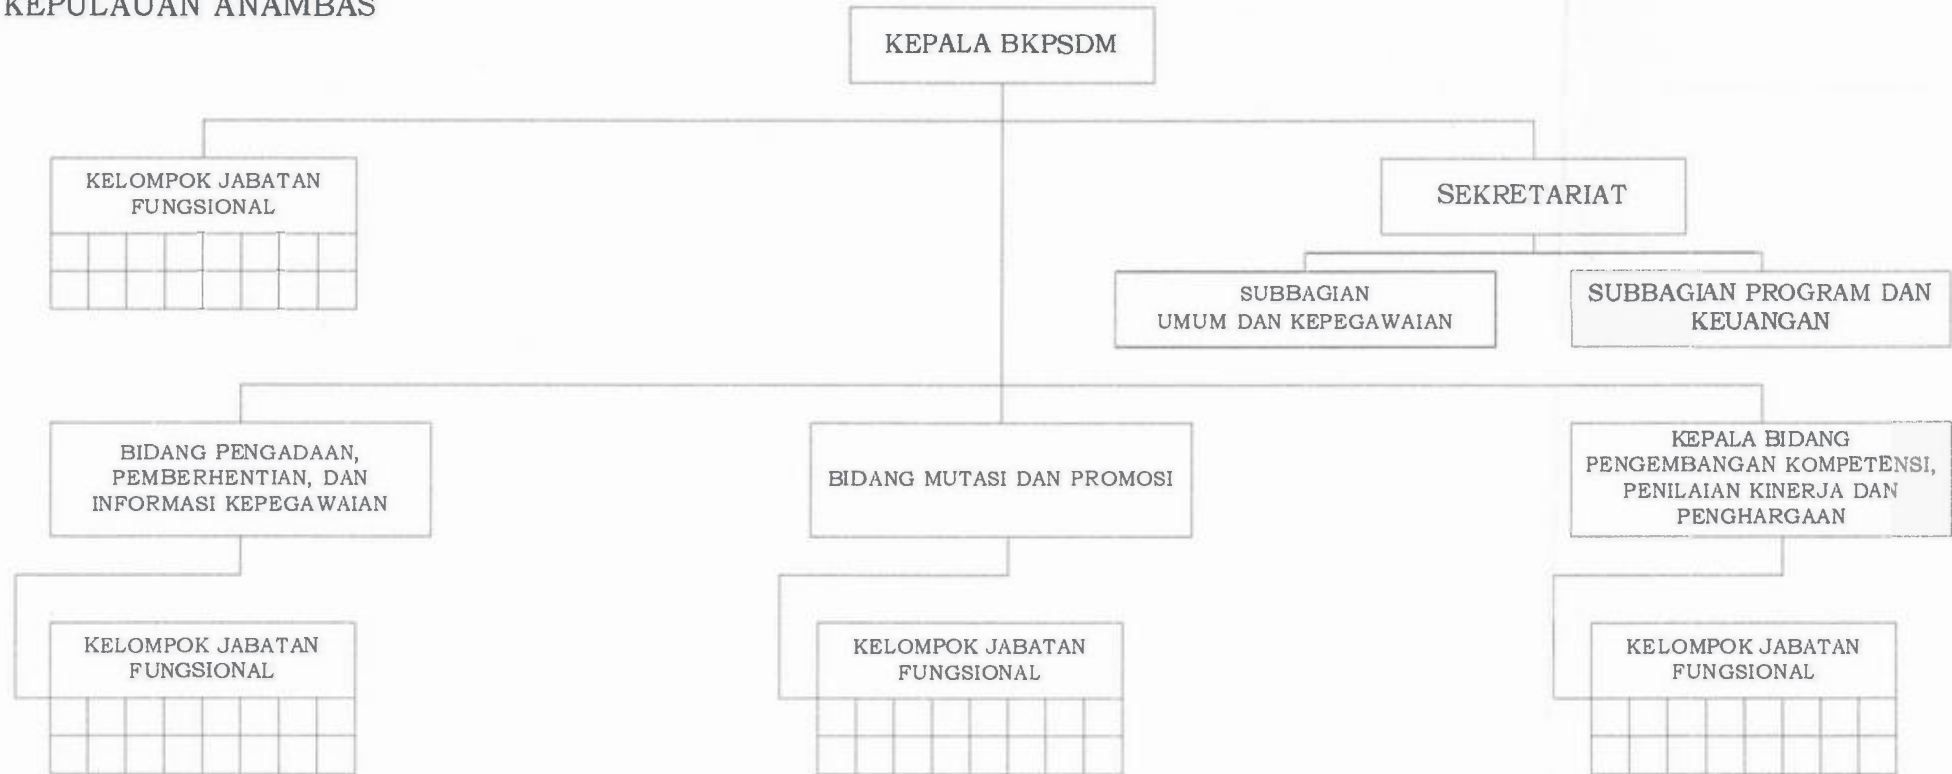 KEPULAUAN ANAMBAS
KEPALA BKPSDM
KELOMPOK JABATAN
FUNGSIONAL
SEKRETARIAT
SUBBAGIAN
UMUM DAN KEPEGAWAIAN
SUBBAGIAN PROGRAM DAN
KEUANGAN
BIDANG PENGADAAN,
PEMBERHENTIAN, DAN
INFORMASI KEPEGAWAIAN
BIDANG MUTASI DAN PROMOSI
KEPALA BIDANG
PENGEMBANGAN KOMPETENSI,
PENILAIAN KINERJA DAN
PENGHARGAAN
KELOMPOK JABATAN
FUNGSIONAL
KELOMPOK JABATAN
FUNGSIONAL
KELOMPOK JABATAN
FUNGSIONAL